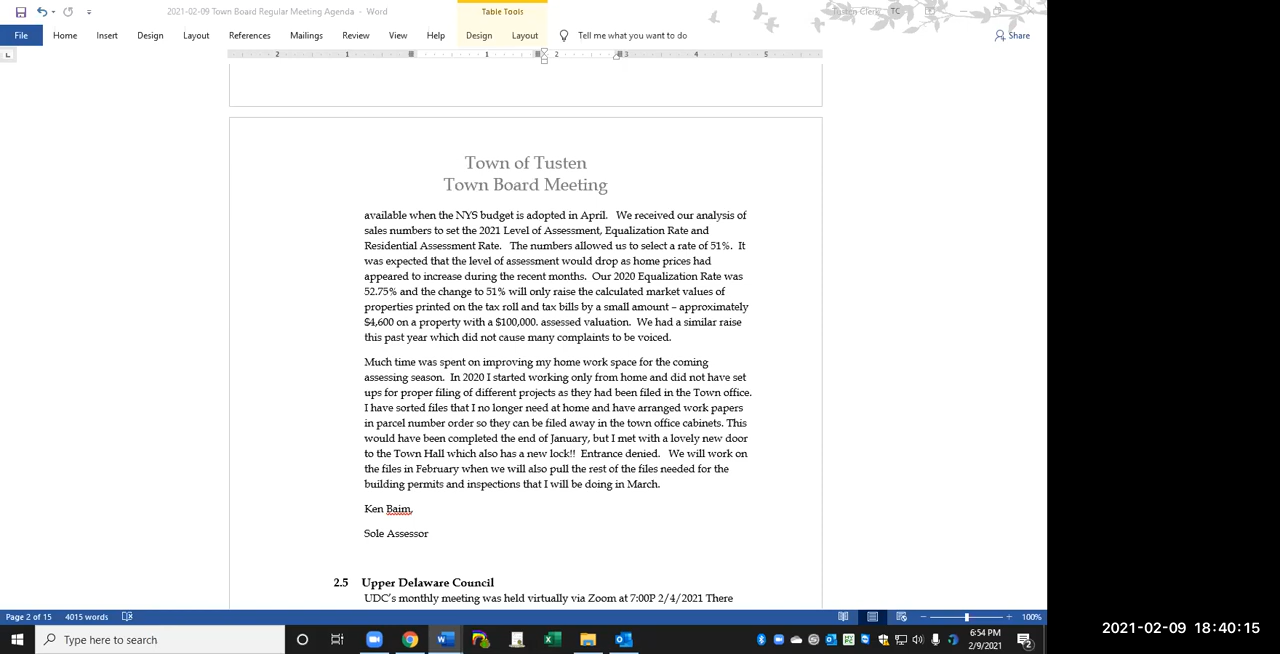 2021-02-09 Town Board Regular Meeting Agenda - Word
Table Tools
Tusten Clerk TC
File Home Insert Design Layout References Mailings Review View Help Design Layout Tell me what you want to do Share
2 1 1 2 3 4 5
Town of Tusten
Town Board Meeting
available when the NYS budget is adopted in April. We received our analysis of
sales numbers to set the 2021 Level of Assessment, Equalization Rate and
Residential Assessment Rate. The numbers allowed us to select a rate of 51%. It
was expected that the level of assessment would drop as home prices had
appeared to increase during the recent months. Our 2020 Equalization Rate was
52.75% and the change to 51% will only raise the calculated market values of
properties printed on the tax roll and tax bills by a small amount – approximately
$4,600 on a property with a $100,000. assessed valuation. We had a similar raise
this past year which did not cause many complaints to be voiced.
Much time was spent on improving my home work space for the coming
assessing season. In 2020 I started working only from home and did not have set
ups for proper filing of different projects as they had been filed in the Town office.
I have sorted files that I no longer need at home and have arranged work papers
in parcel number order so they can be filed away in the town office cabinets. This
would have been completed the end of January, but I met with a lovely new door
to the Town Hall which also has a new lock!! Entrance denied. We will work on
the files in February when we will also pull the rest of the files needed for the
building permits and inspections that I will be doing in March.
Ken Baim,
Sole Assessor
2.5 Upper Delaware Council
UDC's monthly meeting was held virtually via Zoom at 7:00P 2/4/2021 There
Page 2 of 15 4015 words 100%
Type here to search
6:54 PM
2/9/2021
2
2021-02-09 18:40:15